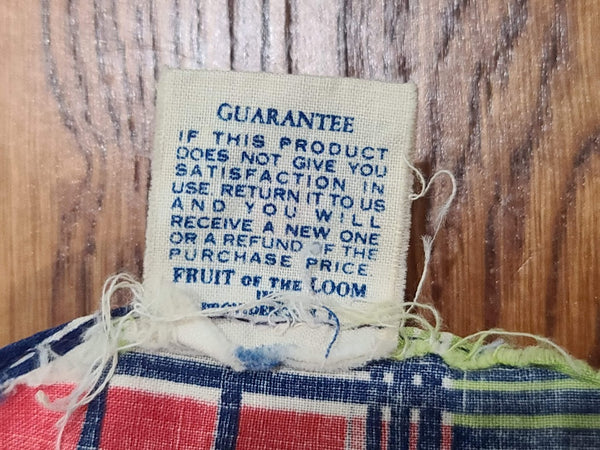 GUARANTEE
IF THIS PRODUCT
DOES NOT GIVE YOU
SATISFACTION IN
USE RETURN IT TO US
AND YOU WILL
RECEIVE A NEW ONE
OR A REFUND OF THE
PURCHASE PRICE
FRUIT OF THE LOOM